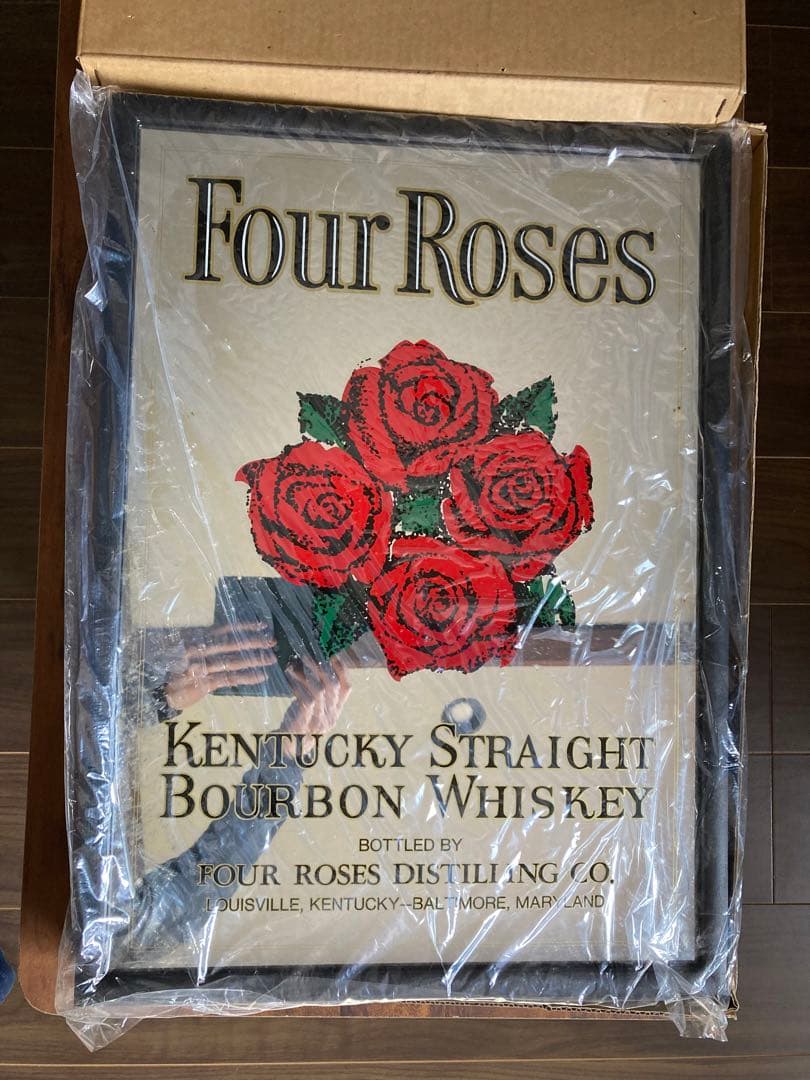 Four Roses
KENTUCKY STRAIGHT
BOURBON WHISKEY
BOTTLED BY
FOUR ROSES DISTILLING CO.
LOUISVILLE, KENTUCKY--BALTIMORE, MARYLAND